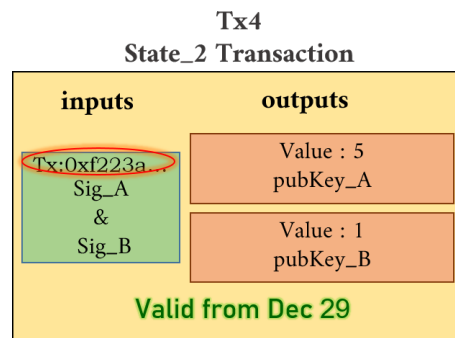 Tx4
State_2 Transaction
inputs
outputs
Tx:0xf223a...
Sig_A
&
Sig_B
Value : 5
pubKey_A
Value : 1
pubKey_B
Valid from Dec 29